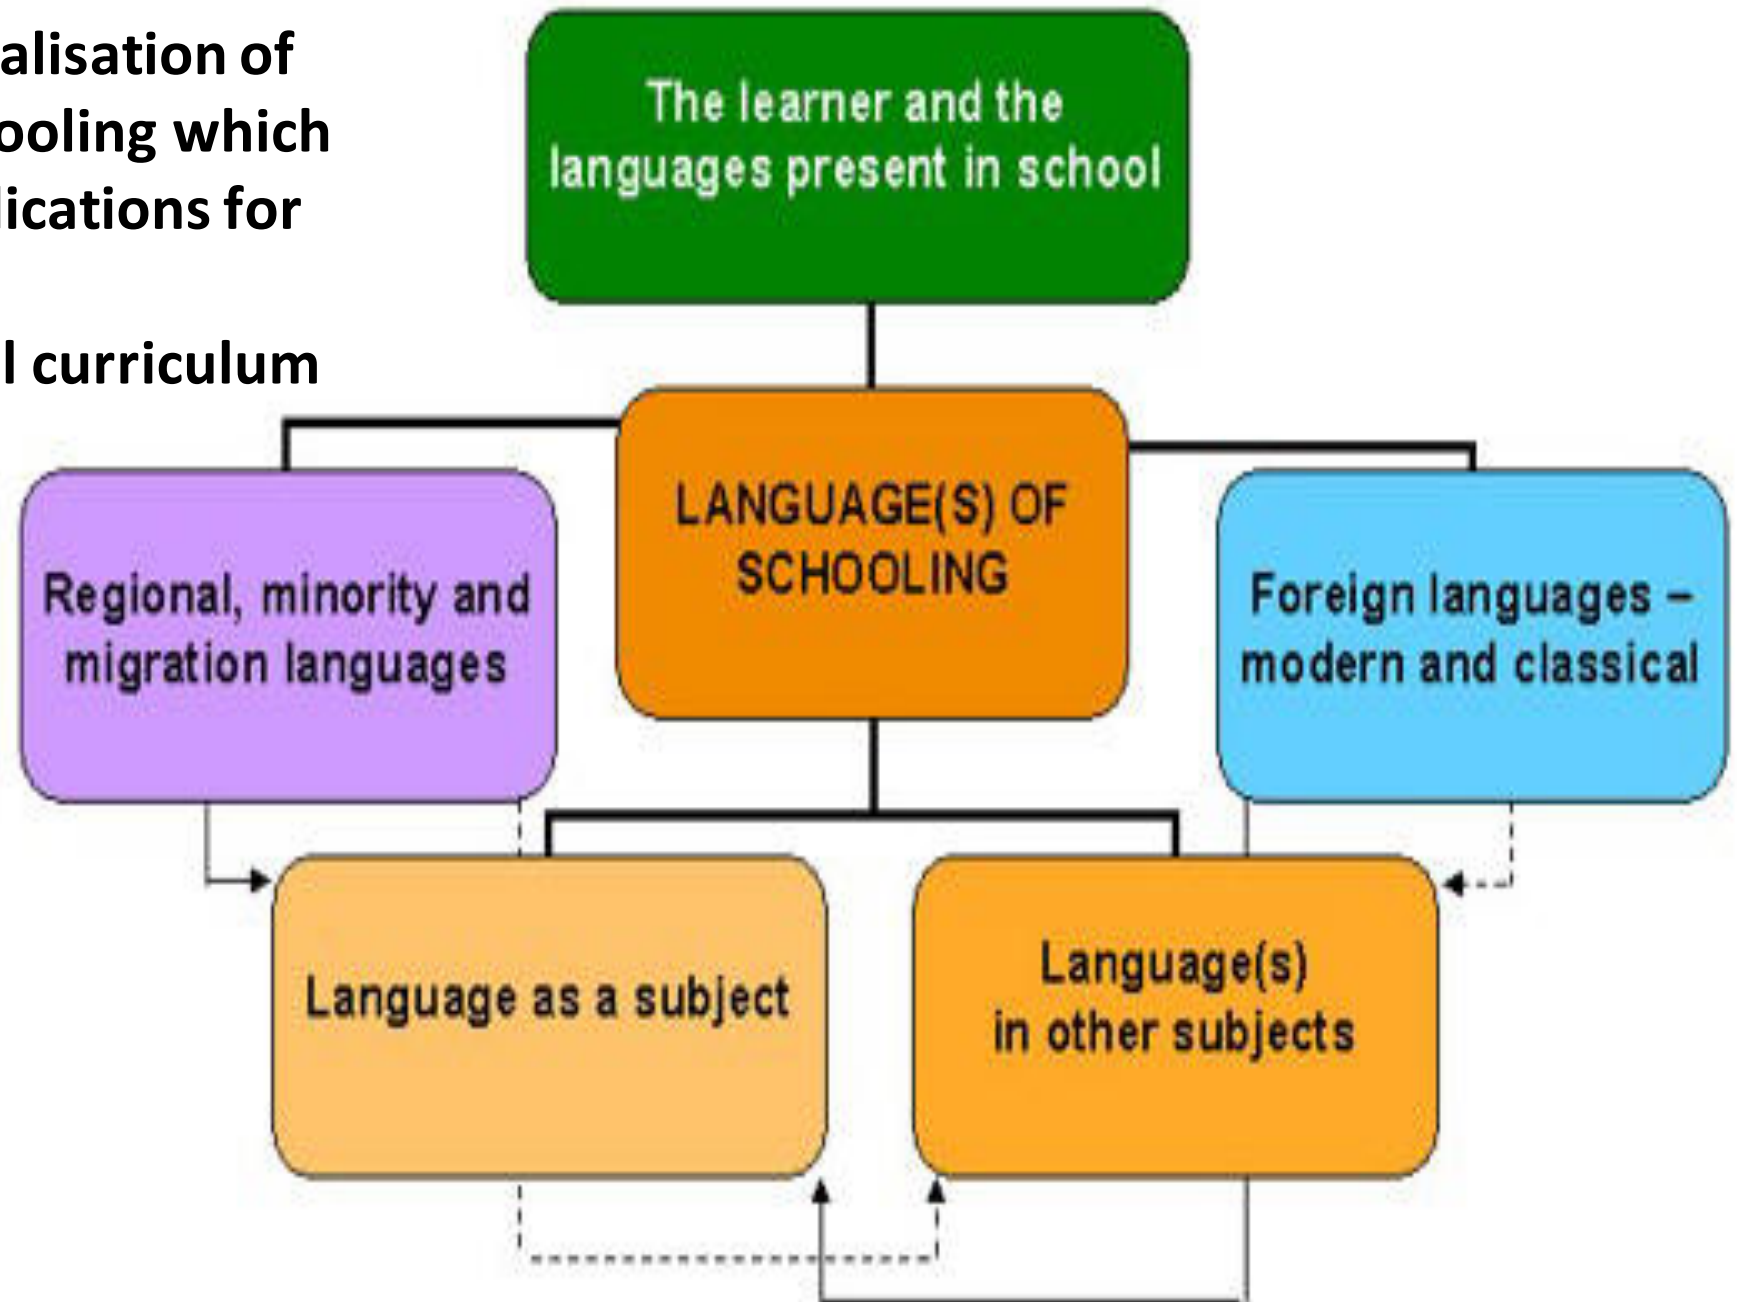 alisation of
ooling which
lications for
l curriculum
The learner and the
languages present in school
LANGUAGE(S) OF
SCHOOLING
Regional, minority and
migration languages
Foreign languages –
modern and classical
Language as a subject
Language(s)
in other subjects